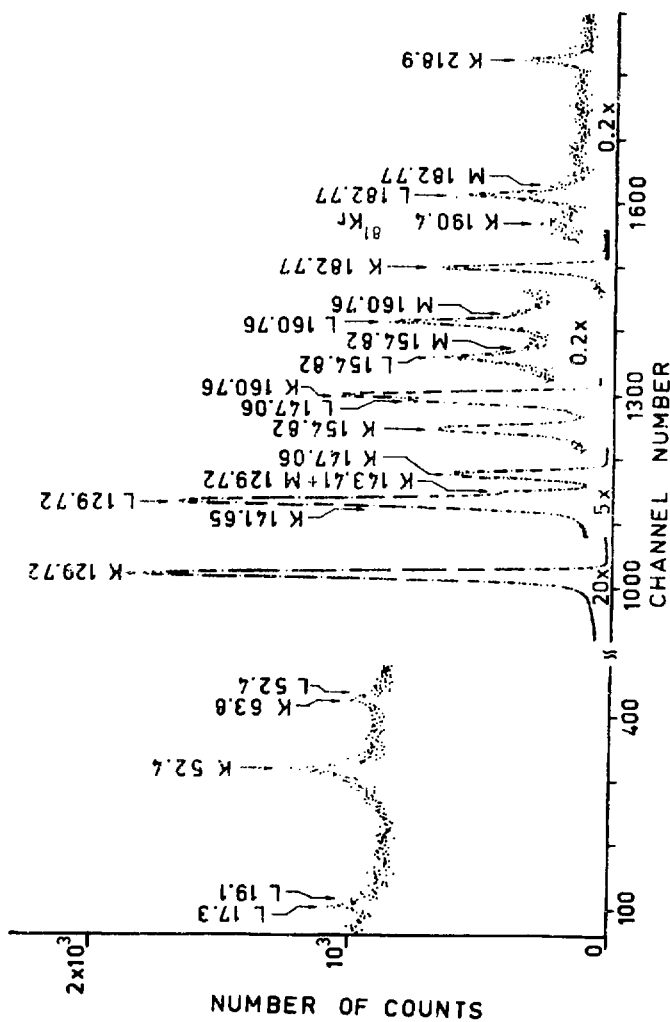 NUMBER OF COUNTS
2x10³
10³
0
L 17.3
L 19.1
K 52.4
K 63.8
L 52.4
K 129.72
K 141.65
L 129.72
K 143.41+M 129.72
K 147.06
K 154.82
L 147.06
K 160.76
L 154.82
M 154.82
L 160.76
M 160.76
K 182.77
⁸¹Kr
K 190.4
L 182.77
M 182.77
K 218.9
20x
5x
0.2x
0.2x
100
400
1000
1300
1600
CHANNEL NUMBER